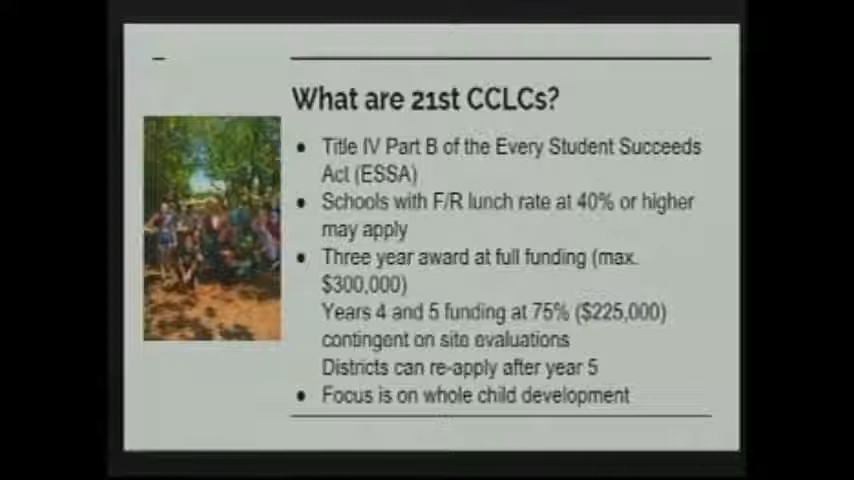 What are 21st CCLCs?
● Title IV Part B of the Every Student Succeeds
Act (ESSA)
● Schools with F/R lunch rate at 40% or higher
may apply
● Three year award at full funding (max.
$300,000)
Years 4 and 5 funding at 75% ($225,000)
contingent on site evaluations
Districts can re-apply after year 5
● Focus is on whole child development